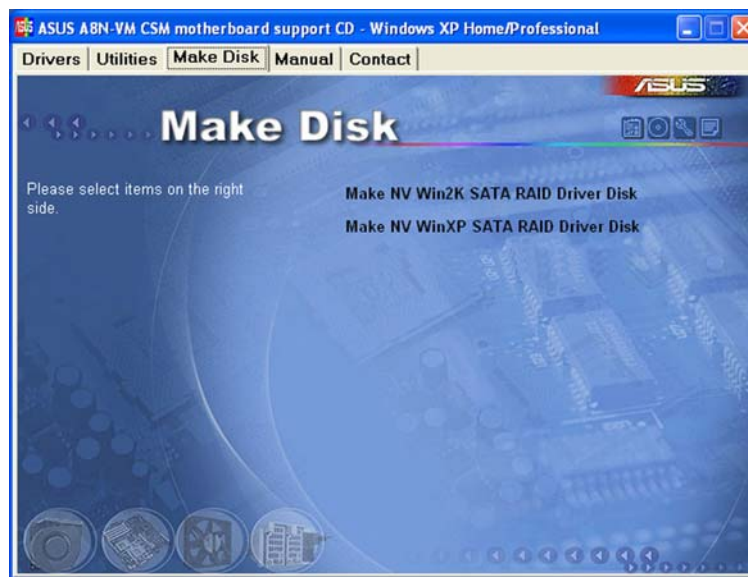 ASUS A8N-VM CSM motherboard support CD - Windows XP Home/Professional
Drivers Utilities Make Disk Manual Contact
ASUS
Make Disk
Please select items on the right
side.
Make NV Win2K SATA RAID Driver Disk
Make NV WinXP SATA RAID Driver Disk